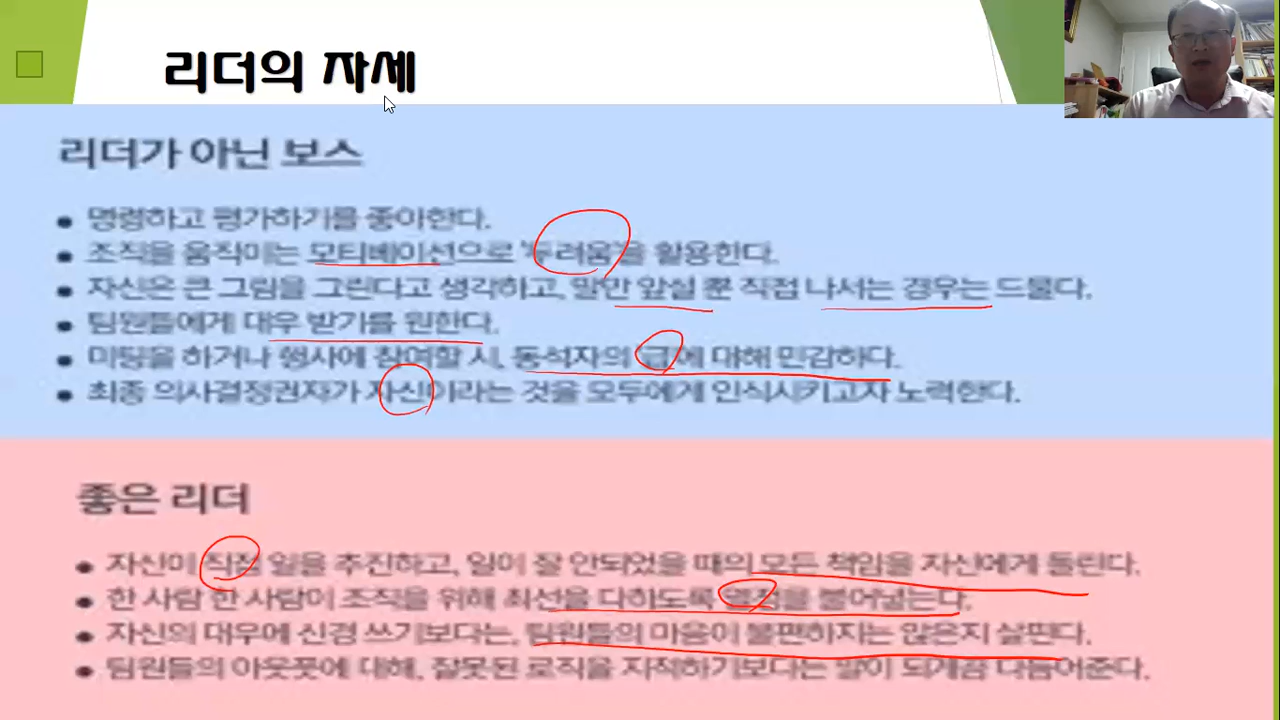 리더의 자세
리더가 아닌 보스
• 명령하고 평가하기를 좋아한다.
• 조직을 움직이는 모티베이션으로 '두려움'을 활용한다.
• 자신은 큰 그림을 그린다고 생각하고, 말만 앞설 뿐 직접 나서는 경우는 드물다.
• 팀원들에게 대우 받기를 원한다.
• 미팅을 하거나 행사에 참여할 시, 동석자의 '급'에 대해 민감하다.
• 최종 의사결정권자가 자신이라는 것을 모두에게 인식시키고자 노력한다.
좋은 리더
• 자신이 직접 일을 추진하고, 일이 잘 안되었을 때의 모든 책임을 자신에게 돌린다.
• 한 사람 한 사람이 조직을 위해 최선을 다하도록 열정을 불어넣는다.
• 자신의 대우에 신경 쓰기보다는, 팀원들의 마음이 불편하지는 않은지 살핀다.
• 팀원들의 아웃풋에 대해, 잘못된 로직을 지적하기보다는 말이 되게끔 다듬어준다.